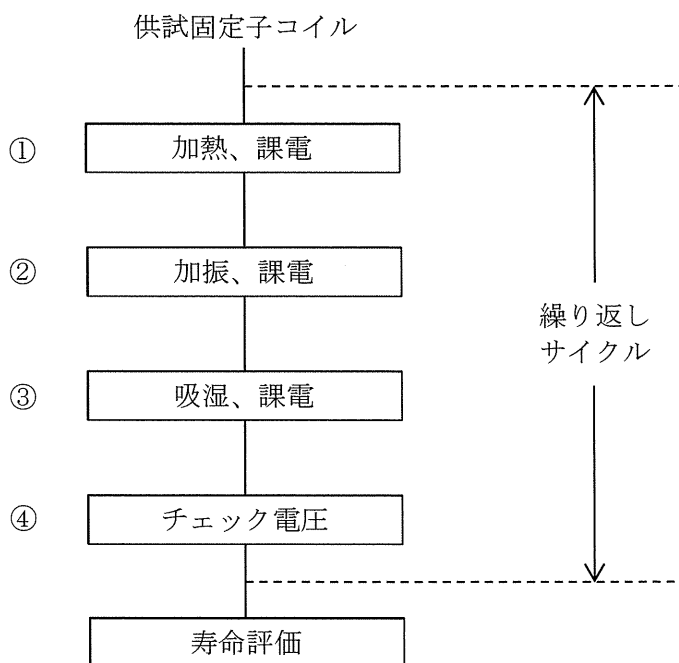 供試固定子コイル
① 加熱、課電
② 加振、課電
③ 吸湿、課電
④ チェック電圧
繰り返し
サイクル
寿命評価